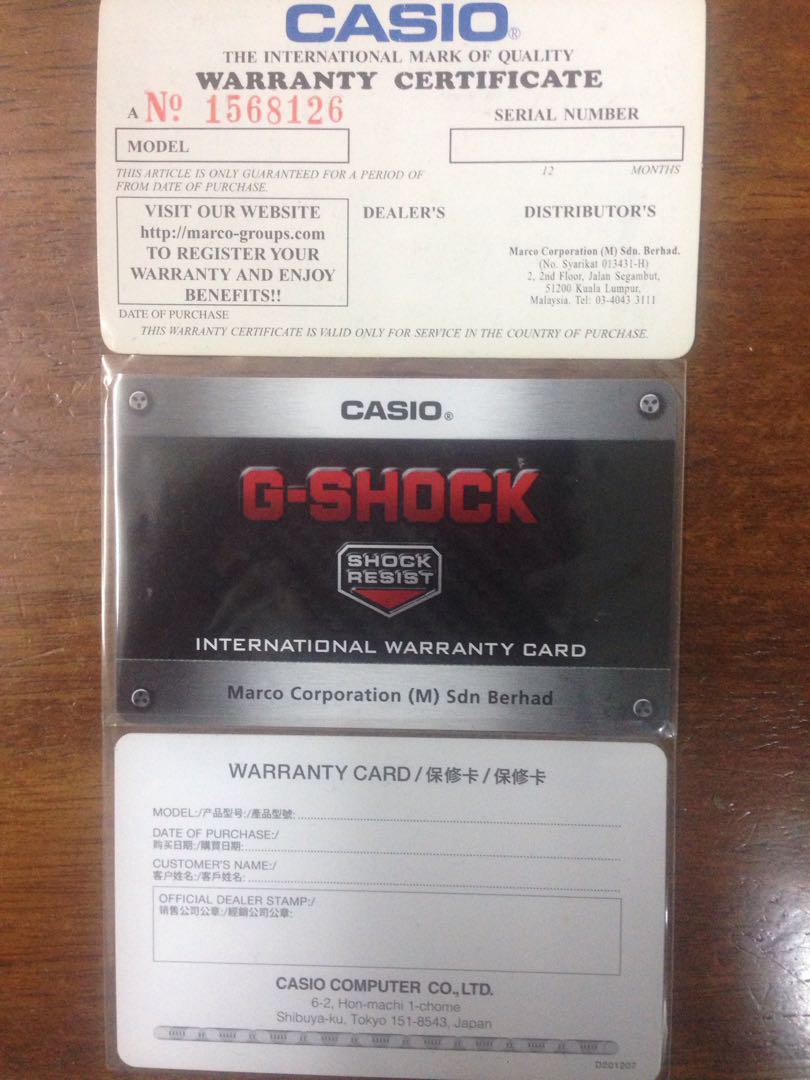 CASIO®
THE INTERNATIONAL MARK OF QUALITY
WARRANTY CERTIFICATE
A Nº 1568126
SERIAL NUMBER
MODEL
THIS ARTICLE IS ONLY GUARANTEED FOR A PERIOD OF 12 MONTHS
FROM DATE OF PURCHASE.
VISIT OUR WEBSITE
http://marco-groups.com
TO REGISTER YOUR
WARRANTY AND ENJOY
BENEFITS!!
DEALER'S
DISTRIBUTOR'S
Marco Corporation (M) Sdn. Berhad.
(No. Syarikat 013431-H)
2, 2nd Floor, Jalan Segambut,
51200 Kuala Lumpur,
Malaysia. Tel: 03-4043 3111
DATE OF PURCHASE
THIS WARRANTY CERTIFICATE IS VALID ONLY FOR SERVICE IN THE COUNTRY OF PURCHASE.
CASIO®
G-SHOCK
SHOCK
RESIST
INTERNATIONAL WARRANTY CARD
Marco Corporation (M) Sdn Berhad
WARRANTY CARD/保修卡/保修卡
MODEL:/产品型号:/產品型號:
DATE OF PURCHASE:/
购买日期:/購買日期:
CUSTOMER'S NAME:/
客户姓名:/客戶姓名:
OFFICIAL DEALER STAMP:/
销售公司公章:/經銷公司公章:
CASIO COMPUTER CO.,LTD.
6-2, Hon-machi 1-chome
Shibuya-ku, Tokyo 151-8543, Japan
D201207